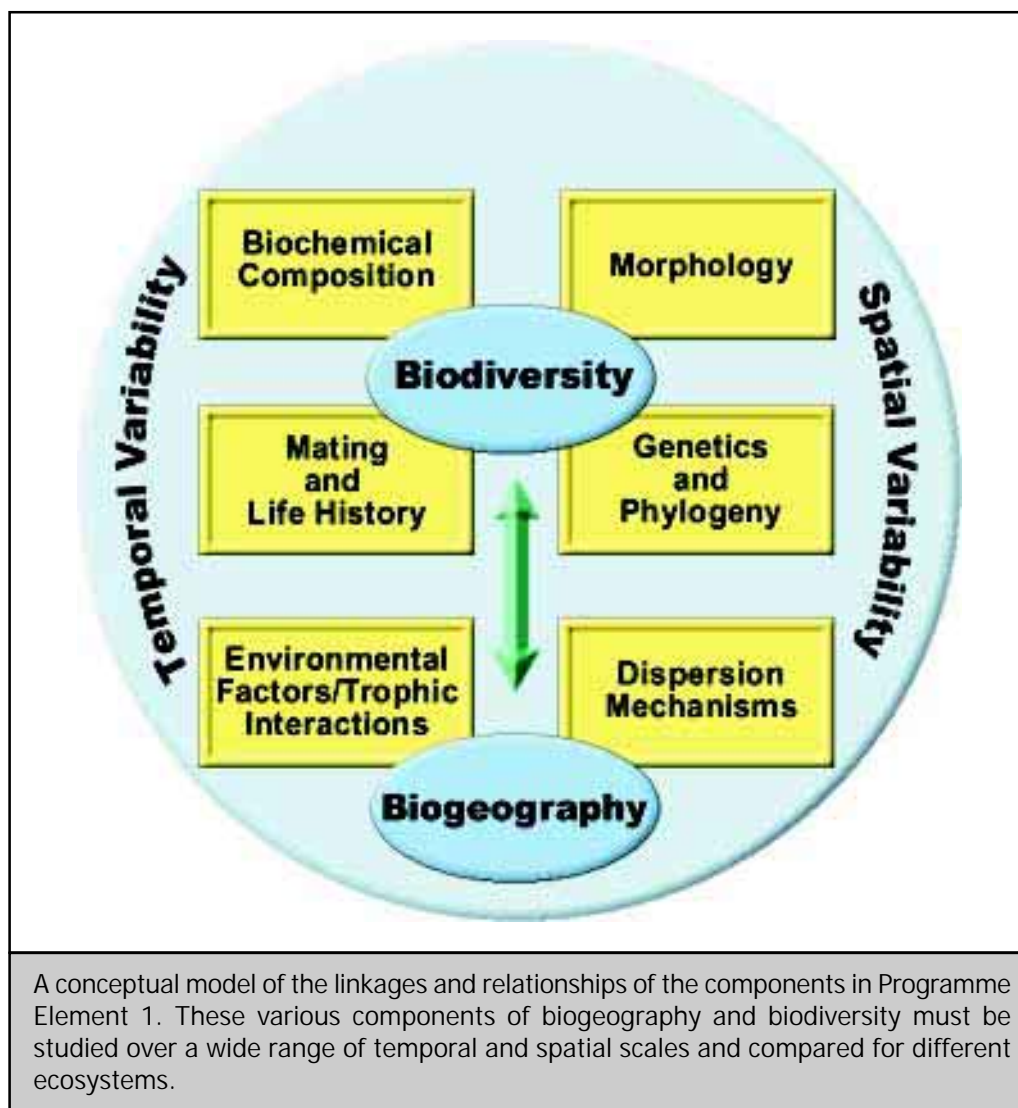 Temporal Variability
Spatial Variability
Biochemical
Composition
Morphology
Biodiversity
Mating
and
Life History
Genetics
and
Phylogeny
Environmental
Factors/Trophic
Interactions
Dispersion
Mechanisms
Biogeography
A conceptual model of the linkages and relationships of the components in Programme
Element 1. These various components of biogeography and biodiversity must be
studied over a wide range of temporal and spatial scales and compared for different
ecosystems.